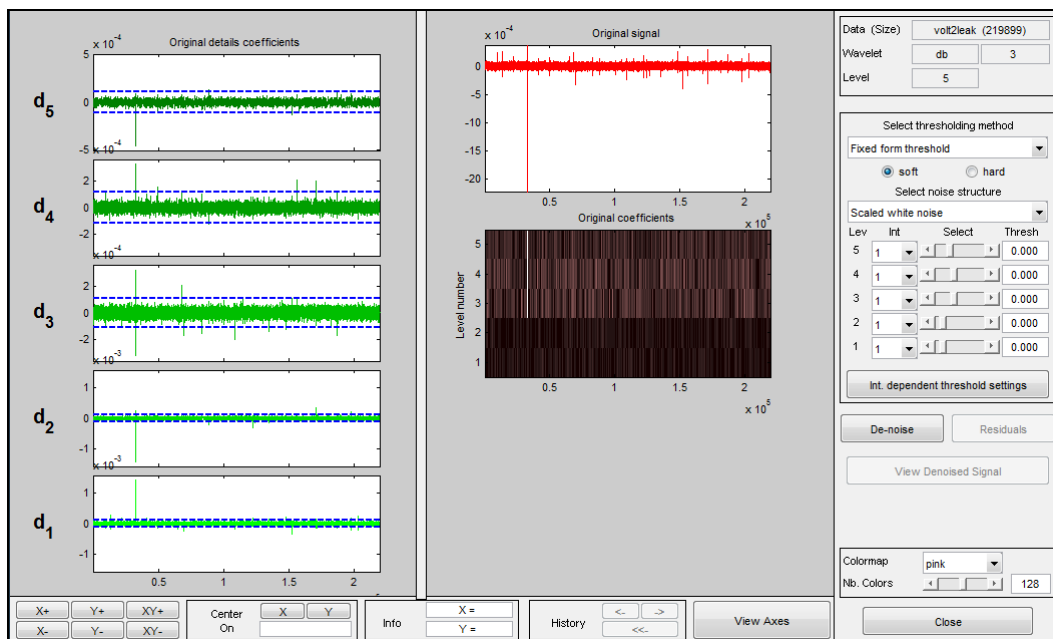 x 10^-4
Original details coefficients
5
0
-5
d5
x 10^-4
2
0
-2
d4
x 10^-4
2
0
-2
d3
x 10^-3
1
0
-1
d2
x 10^-3
1
0
-1
d1
0.5
1
1.5
2
x 10^-4
Original signal
0
-5
-10
-15
-20
0.5
1
1.5
2
Original coefficients
x 10^5
Level number
5
4
3
2
1
0.5
1
1.5
2
x 10^5
Data (Size) volt2leak (219899)
Wavelet db 3
Level 5
Select thresholding method
Fixed form threshold
soft hard
Select noise structure
Scaled white noise
Lev Int Select Thresh
5 1 0.000
4 1 0.000
3 1 0.000
2 1 0.000
1 1 0.000
Int. dependent threshold settings
De-noise Residuals
View Denoised Signal
Colormap pink
Nb. Colors 128
Close
X+ Y+ XY+
X- Y- XY-
Center On X Y
Info X =
Y =
History <- ->
<<-
View Axes